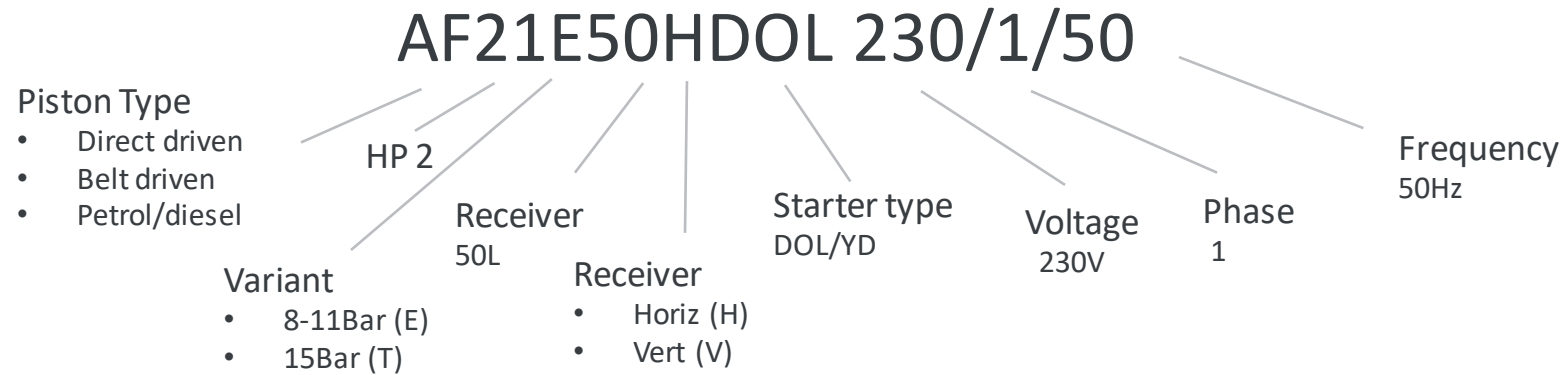 AF21E50HDOL 230/1/50
Piston Type
• Direct driven
• Belt driven
• Petrol/diesel
HP 2
Variant
• 8-11Bar (E)
• 15Bar (T)
Receiver
50L
Receiver
• Horiz (H)
• Vert (V)
Starter type
DOL/YD
Voltage
230V
Phase
1
Frequency
50Hz